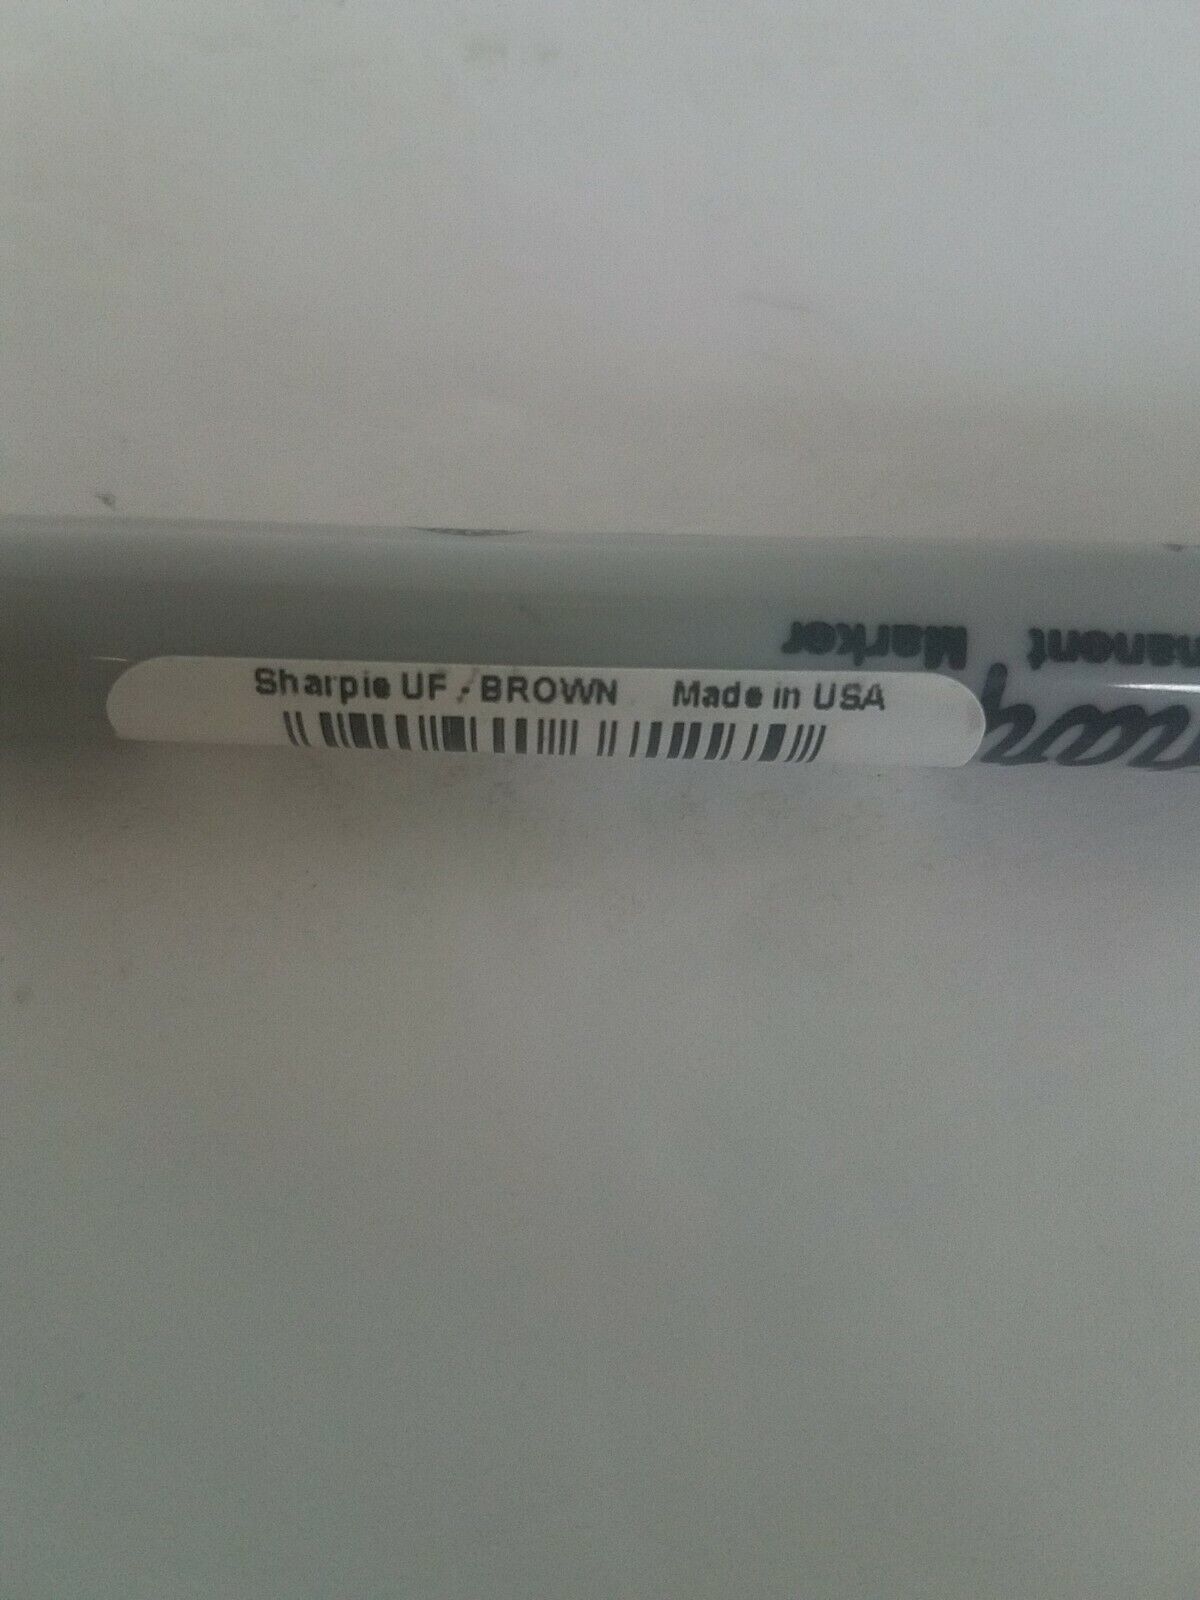 Sharpie UF - BROWN Made in USA
Marker